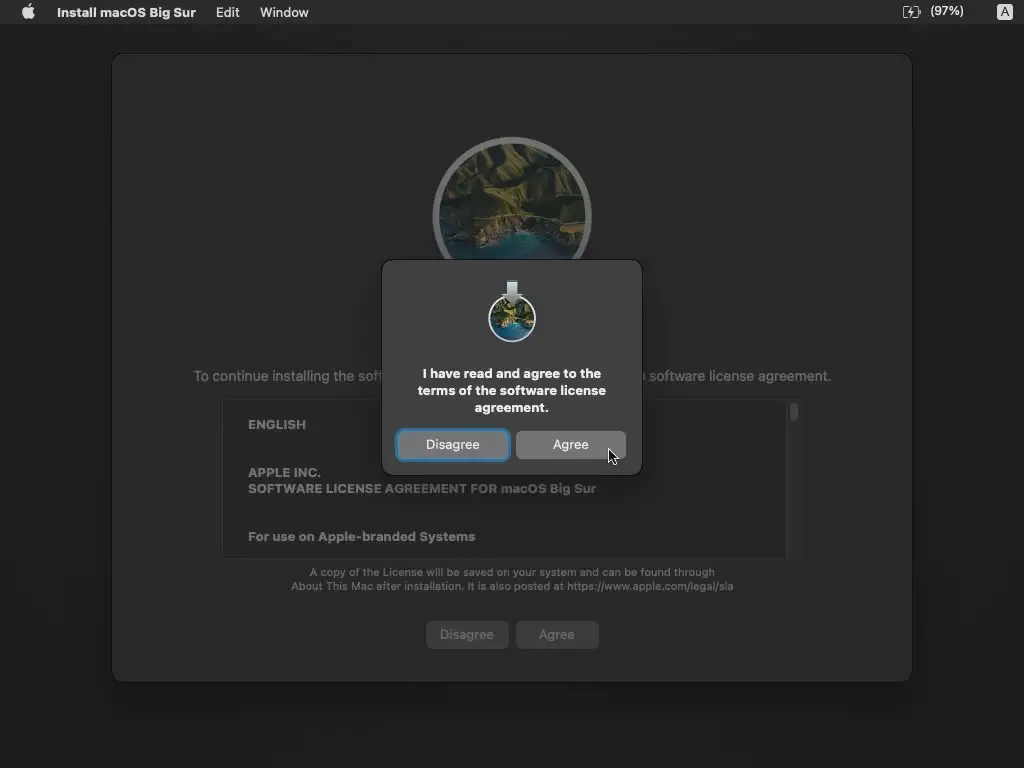 Install macOS Big Sur Edit Window (97%) A
To continue installing the sof
software license agreement.
I have read and agree to the
terms of the software license
agreement.
Disagree Agree
ENGLISH
APPLE INC.
SOFTWARE LICENSE AGREEMENT FOR macOS Big Sur
For use on Apple-branded Systems
A copy of the License will be saved on your system and can be found through
About This Mac after installation. It is also posted at https://www.apple.com/legal/sla
Disagree Agree